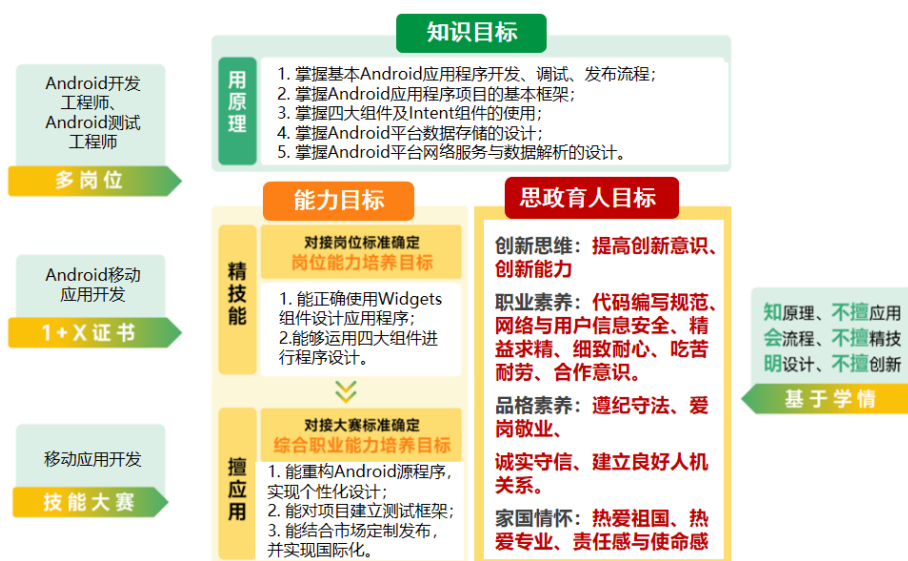 Android开发
工程师、
Android测试
工程师
多岗位
Android移动
应用开发
1+X证书
移动应用开发
技能大赛
知识目标
用原理
1. 掌握基本Android应用程序开发、调试、发布流程；
2. 掌握Android应用程序项目的基本框架；
3. 掌握四大组件及Intent组件的使用；
4. 掌握Android平台数据存储的设计；
5. 掌握Android平台网络服务与数据解析的设计。
能力目标
精技能
对接岗位标准确定
岗位能力培养目标
1. 能正确使用Widgets
组件设计应用程序；
2.能够运用四大组件进
行程序设计。
擅应用
对接大赛标准确定
综合职业能力培养目标
1. 能重构Android源程序，
实现个性化设计；
2. 能对项目建立测试框架；
3. 能结合市场定制发布，
并实现国际化。
思政育人目标
创新思维：提高创新意识、
创新能力
职业素养：代码编写规范、
网络与用户信息安全、精
益求精、细致耐心、吃苦
耐劳、合作意识。
品格素养：遵纪守法、爱
岗敬业、
诚实守信、建立良好人机
关系。
家国情怀：热爱祖国、热
爱专业、责任感与使命感
知原理、不擅应用
会流程、不擅精技
明设计、不擅创新
基于学情